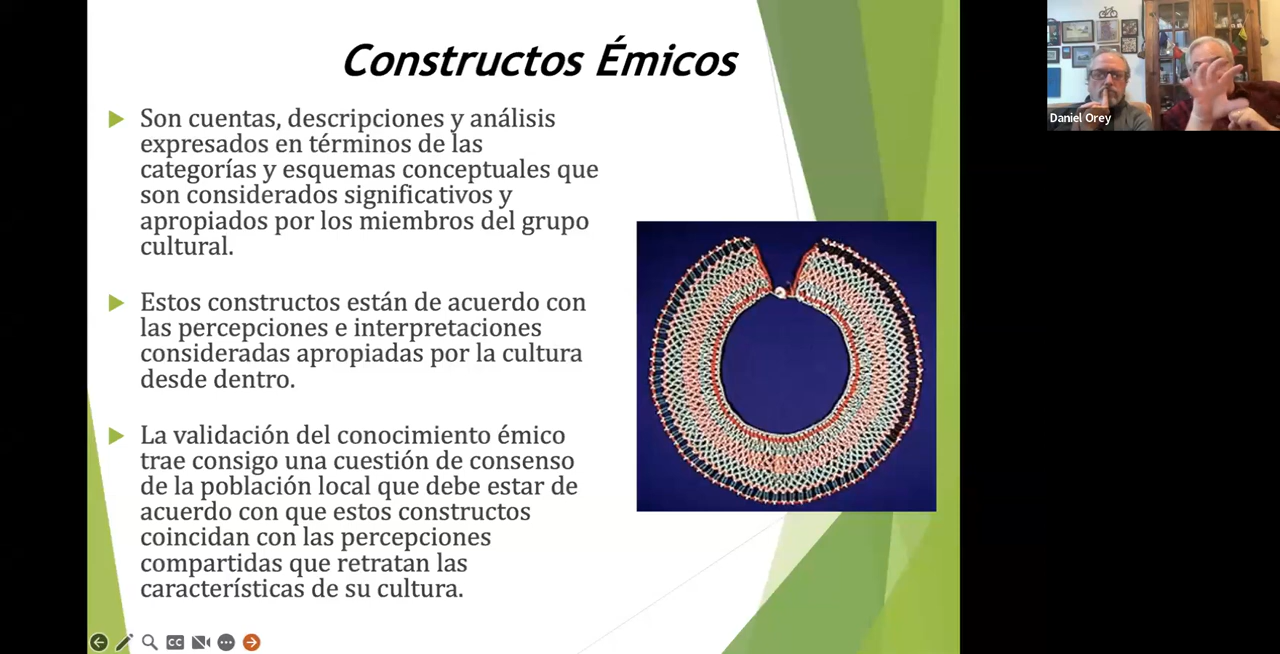 Constructos Émicos
Son cuentas, descripciones y análisis
expresados en términos de las
categorías y esquemas conceptuales que
son considerados significativos y
apropiados por los miembros del grupo
cultural.
Estos constructos están de acuerdo con
las percepciones e interpretaciones
consideradas apropiadas por la cultura
desde dentro.
La validación del conocimiento émico
trae consigo una cuestión de consenso
de la población local que debe estar de
acuerdo con que estos constructos
coincidan con las percepciones
compartidas que retratan las
características de su cultura.
CC
Daniel Orey